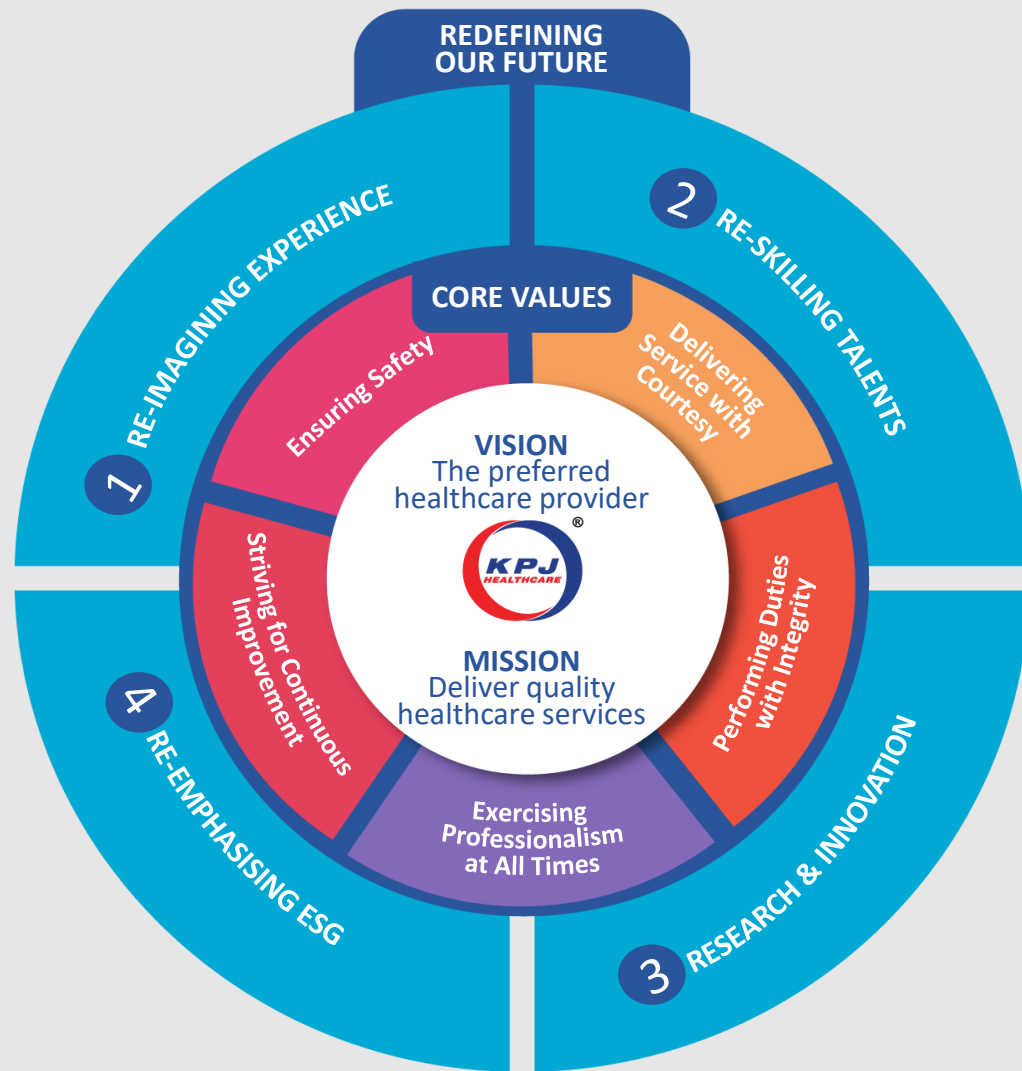 REDEFINING
OUR FUTURE
1 RE-IMAGINING EXPERIENCE
2 RE-SKILLING TALENTS
3 RESEARCH & INNOVATION
4 RE-EMPHASISING ESG
CORE VALUES
Ensuring Safety
Delivering
Service with
Courtesy
Performing Duties
with Integrity
Exercising
Professionalism
at All Times
Striving for Continuous
Improvement
VISION
The preferred
healthcare provider
®
KPJ
HEALTHCARE
MISSION
Deliver quality
healthcare services